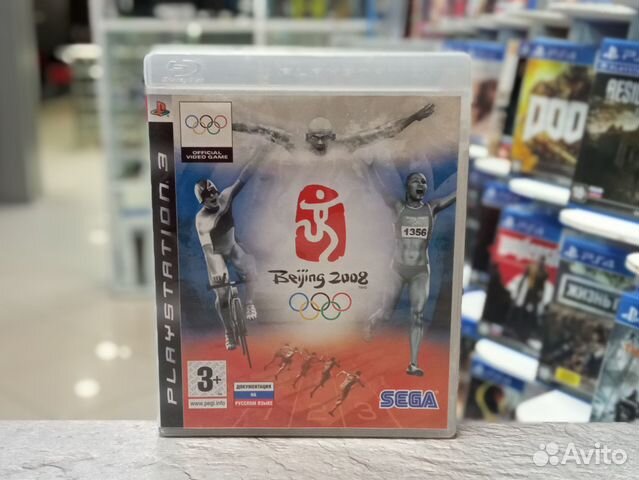 PLAYSTATION 3
OFFICIAL
VIDEO GAME
1356
Beijing 2008
3+
www.pegi.info
ДОКУМЕНТАЦИЯ
НА
РУССКОМ ЯЗЫКЕ
SEGA
PS4
PS4
PS4
ЖИЗНЬ
Avito